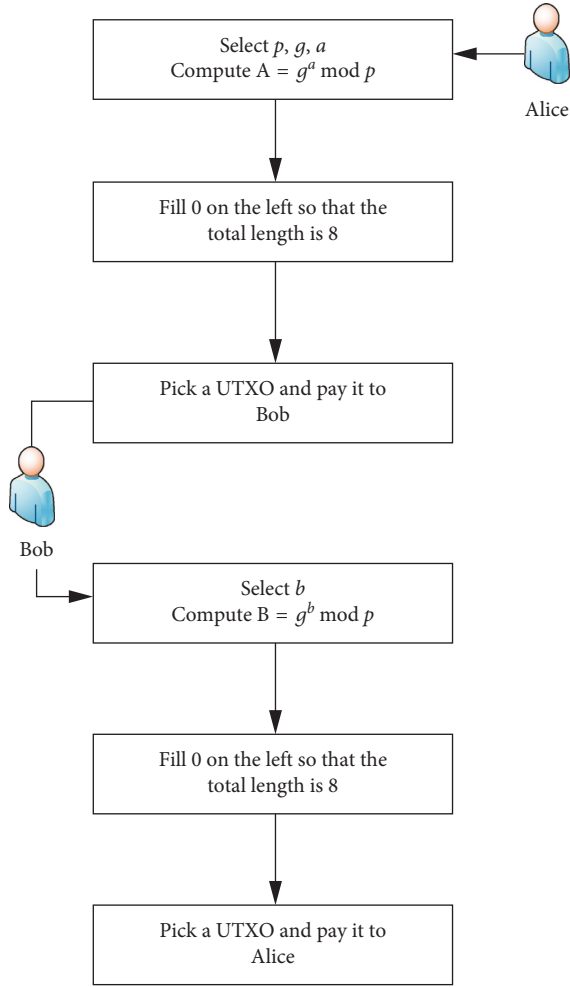 Select p, g, a
Compute A = gᵃ mod p
Alice
Fill 0 on the left so that the
total length is 8
Pick a UTXO and pay it to
Bob
Bob
Select b
Compute B = gᵇ mod p
Fill 0 on the left so that the
total length is 8
Pick a UTXO and pay it to
Alice